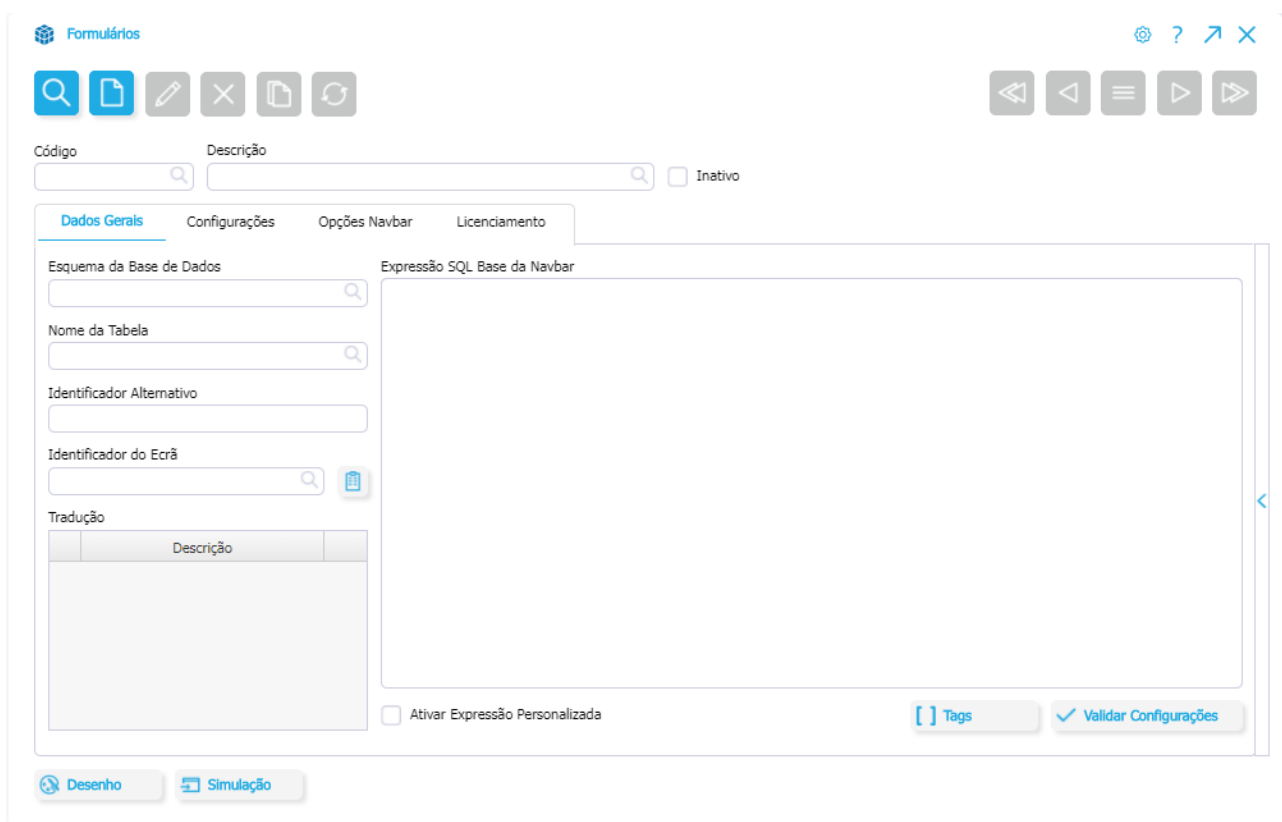 Formulários
?
Código
Descrição
Inativo
Dados Gerais
Configurações
Opções Navbar
Licenciamento
Esquema da Base de Dados
Expressão SQL Base da Navbar
Nome da Tabela
Identificador Alternativo
Identificador do Ecrã
Tradução
Descrição
Ativar Expressão Personalizada
[ ] Tags
Validar Configurações
Desenho
Simulação